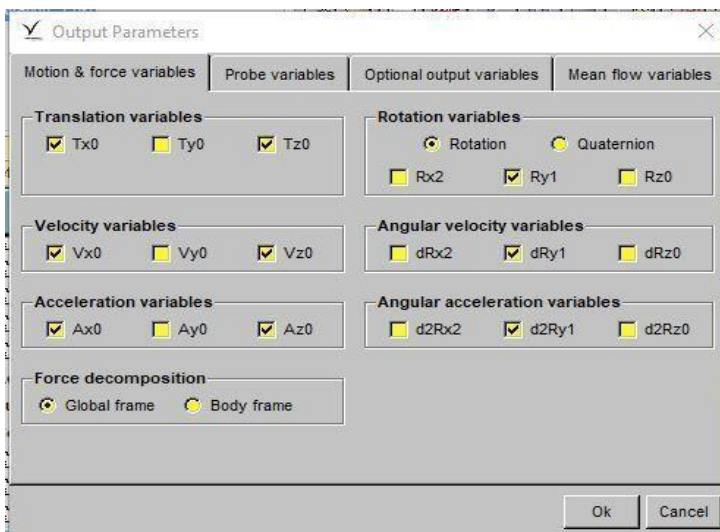 Output Parameters
Motion & force variables
Probe variables
Optional output variables
Mean flow variables
Translation variables
Tx0 Ty0 Tz0
Rotation variables
Rotation Quaternion
Rx2 Ry1 Rz0
Velocity variables
Vx0 Vy0 Vz0
Angular velocity variables
dRx2 dRy1 dRz0
Acceleration variables
Ax0 Ay0 Az0
Angular acceleration variables
d2Rx2 d2Ry1 d2Rz0
Force decomposition
Global frame Body frame
Ok Cancel